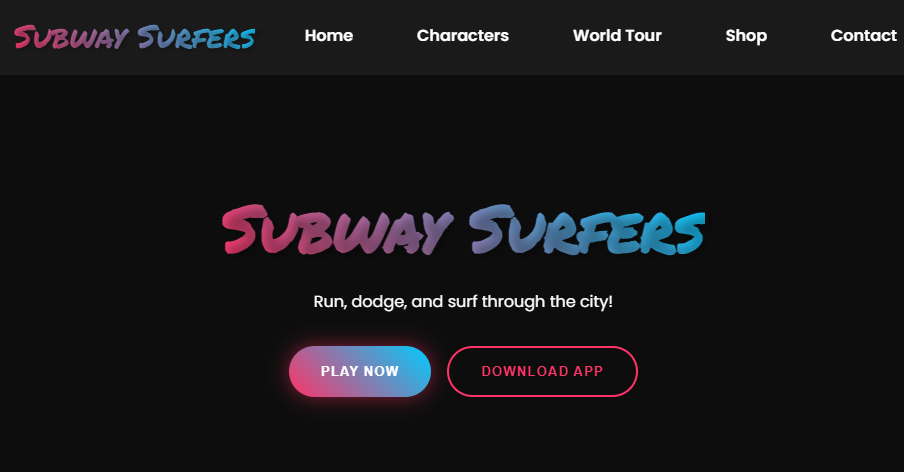 Subway Surfers Home Characters World Tour Shop Contact
Subway Surfers
Run, dodge, and surf through the city!
PLAY NOW DOWNLOAD APP